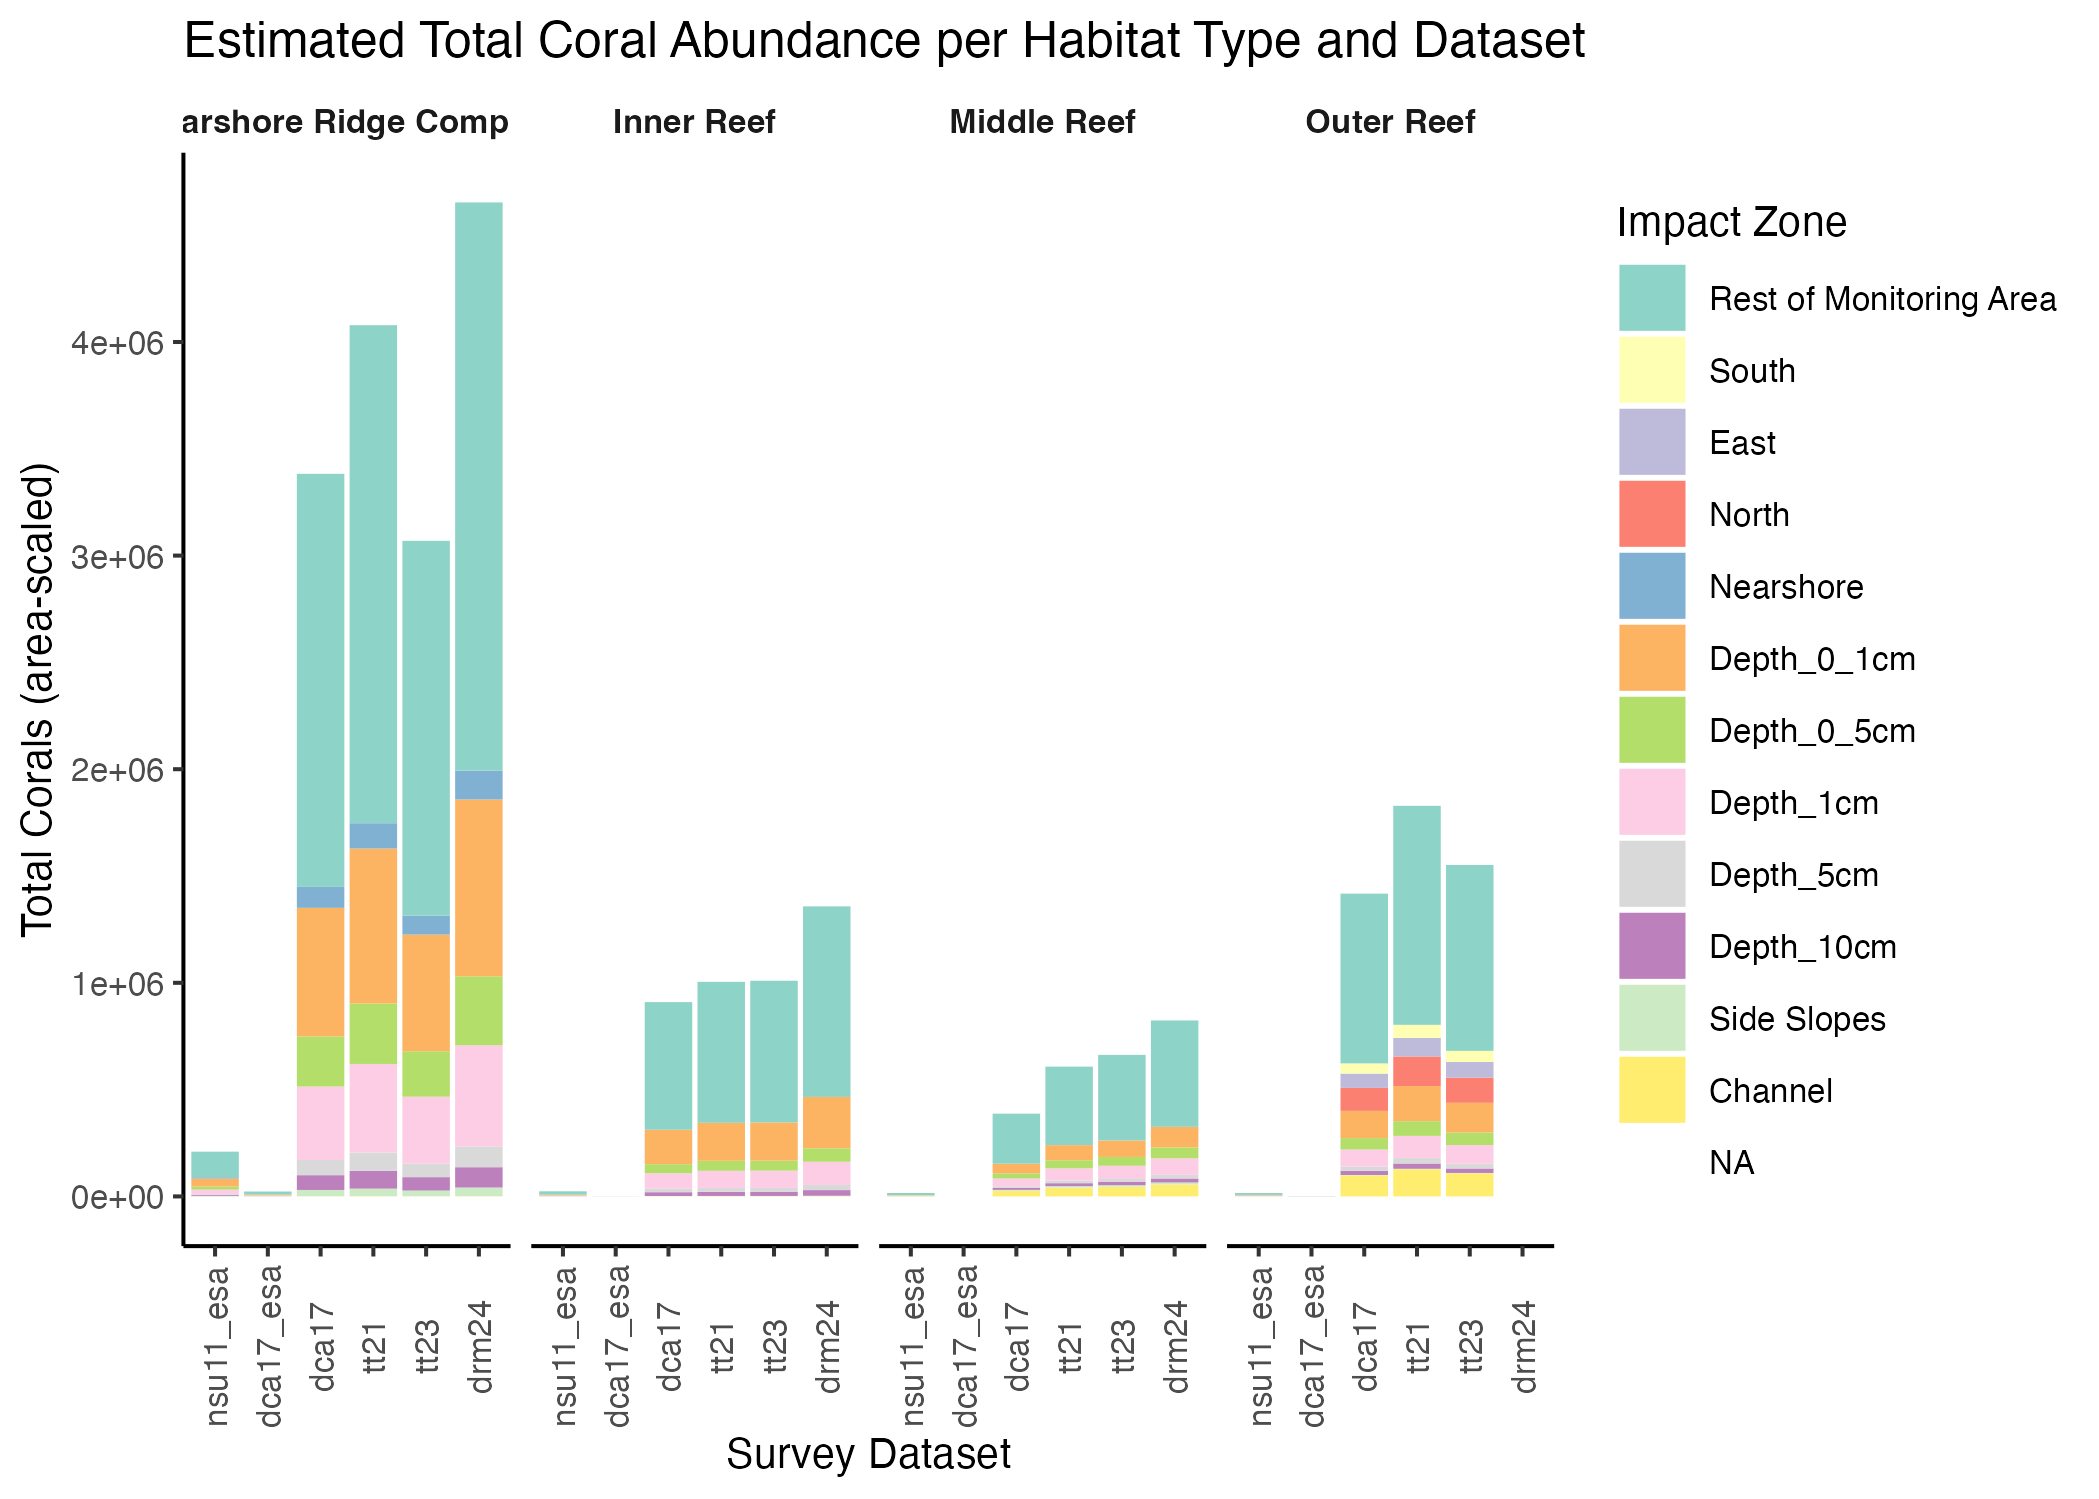 Estimated Total Coral Abundance per Habitat Type and Dataset
arshore Ridge Comp
Inner Reef
Middle Reef
Outer Reef
Total Corals (area-scaled)
4e+06
3e+06
2e+06
1e+06
0e+00
nsu11_esa
dca17_esa
dca17
tt21
tt23
drm24
nsu11_esa
dca17_esa
dca17
tt21
tt23
drm24
nsu11_esa
dca17_esa
dca17
tt21
tt23
drm24
nsu11_esa
dca17_esa
dca17
tt21
tt23
drm24
Survey Dataset
Impact Zone
Rest of Monitoring Area
South
East
North
Nearshore
Depth_0_1cm
Depth_0_5cm
Depth_1cm
Depth_5cm
Depth_10cm
Side Slopes
Channel
NA